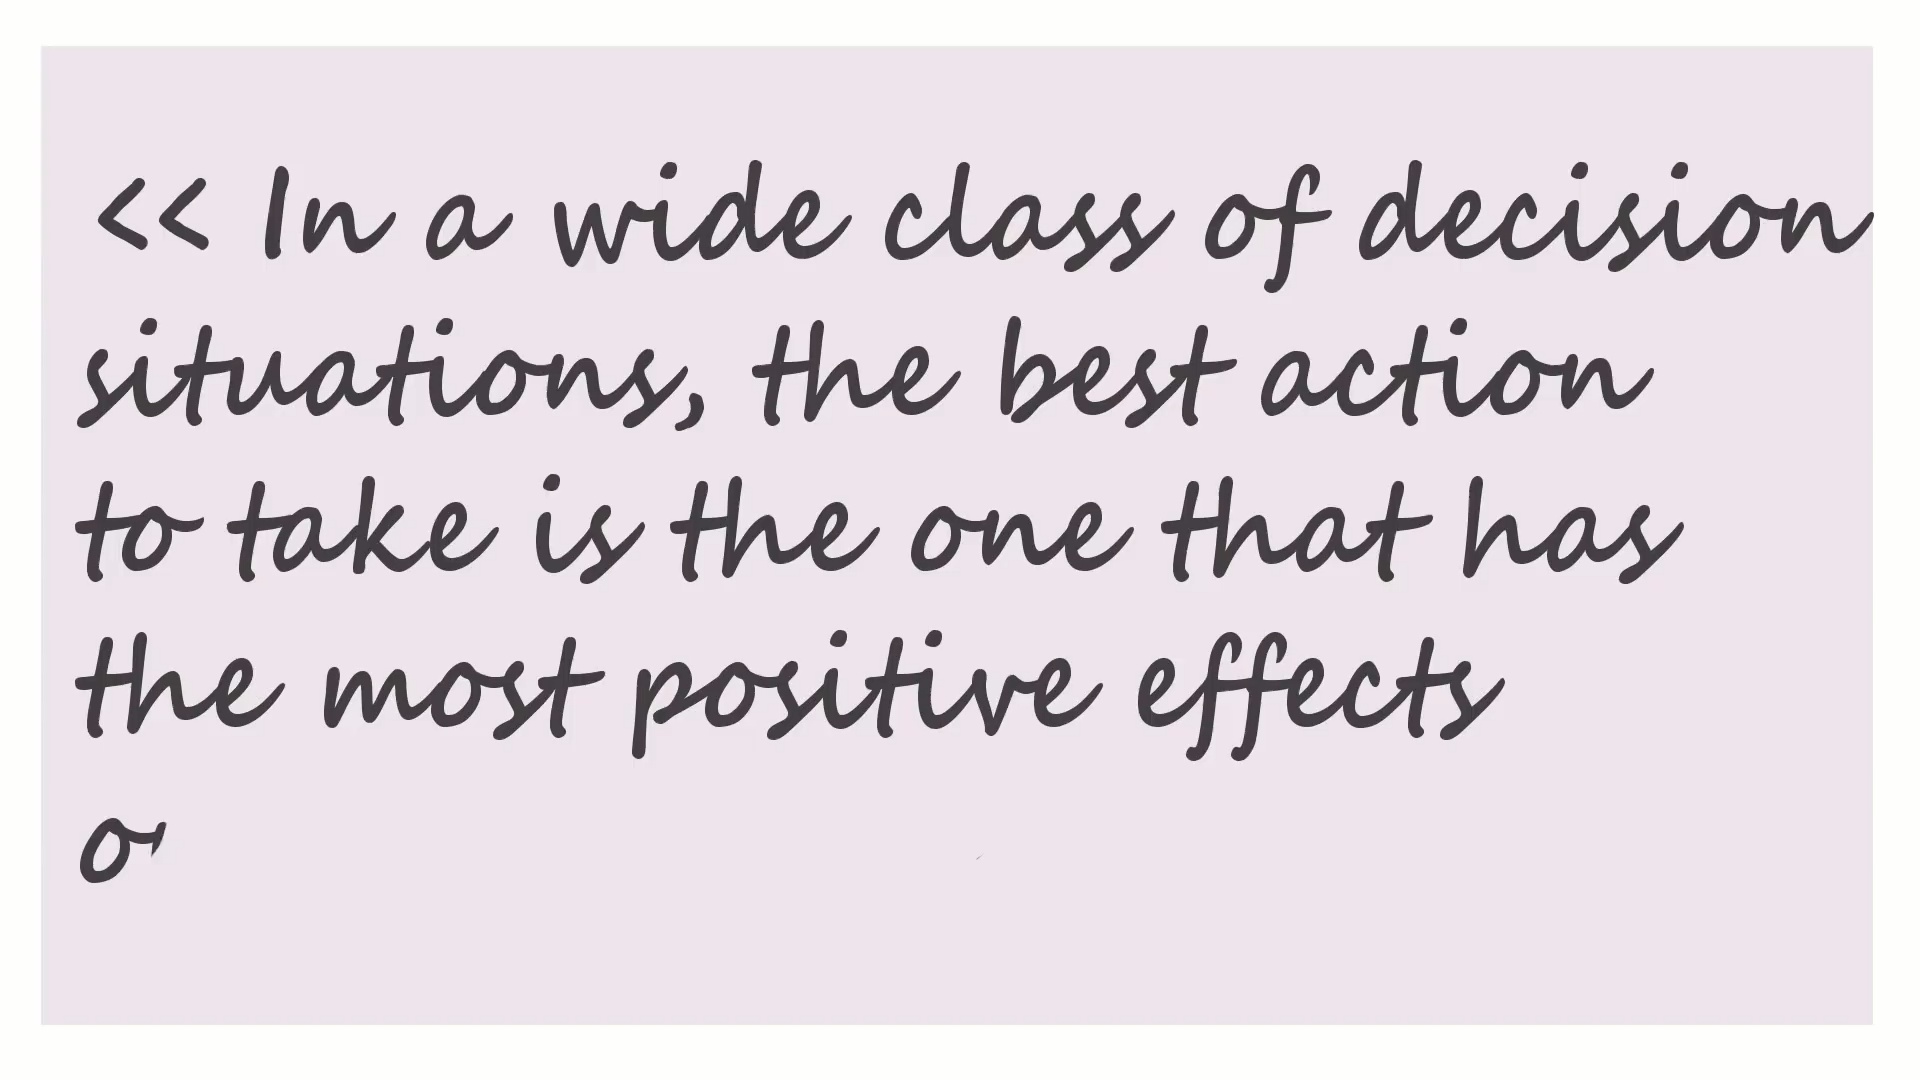 << In a wide class of decision
situations, the best action
to take is the one that has
the most positive effects
o